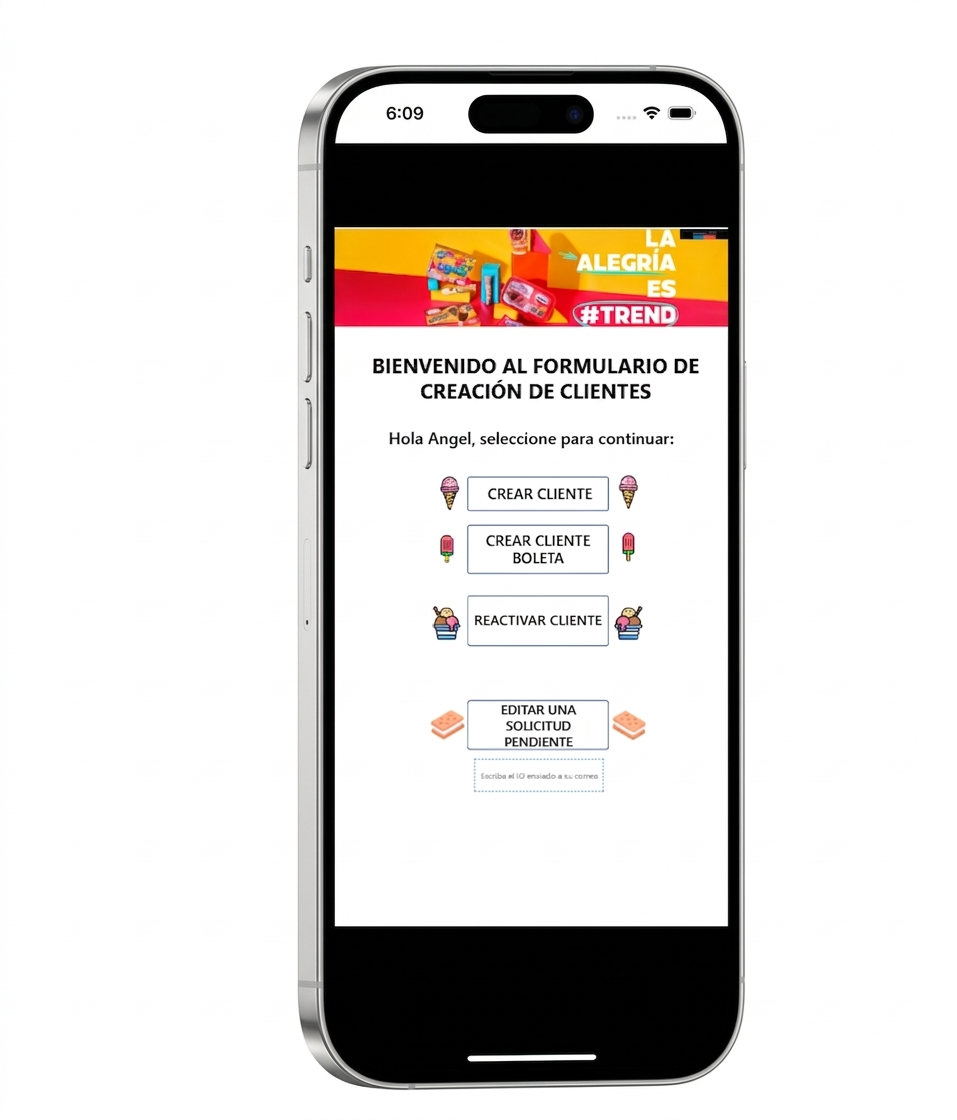 6:09
LA
ALEGRÍA
ES
#TREND
BIENVENIDO AL FORMULARIO DE
CREACIÓN DE CLIENTES
Hola Angel, seleccione para continuar:
CREAR CLIENTE
CREAR CLIENTE
BOLETA
REACTIVAR CLIENTE
EDITAR UNA
SOLICITUD
PENDIENTE
Escriba el ID enviado a su correo